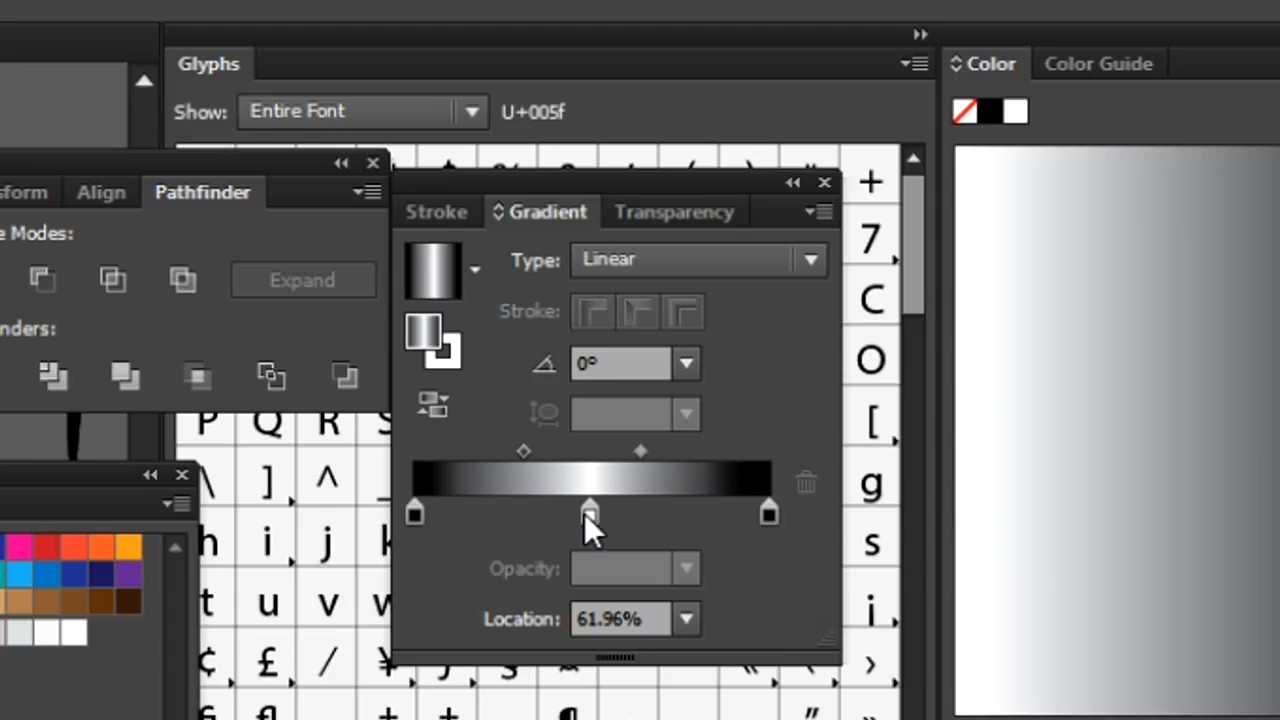 Glyphs
Color
Color Guide
Show:
Entire Font
U+005f
+
sform
Align
Pathfinder
Stroke
Gradient
Transparency
e Modes:
7
Type:
Linear
Expand
C
Stroke:
nders:
0°
O
P Q R S
[
\ ] ^ _
g
h i j k
s
Opacity:
t u v w
i
Location:
61.96%
¢ £ / ¥
›